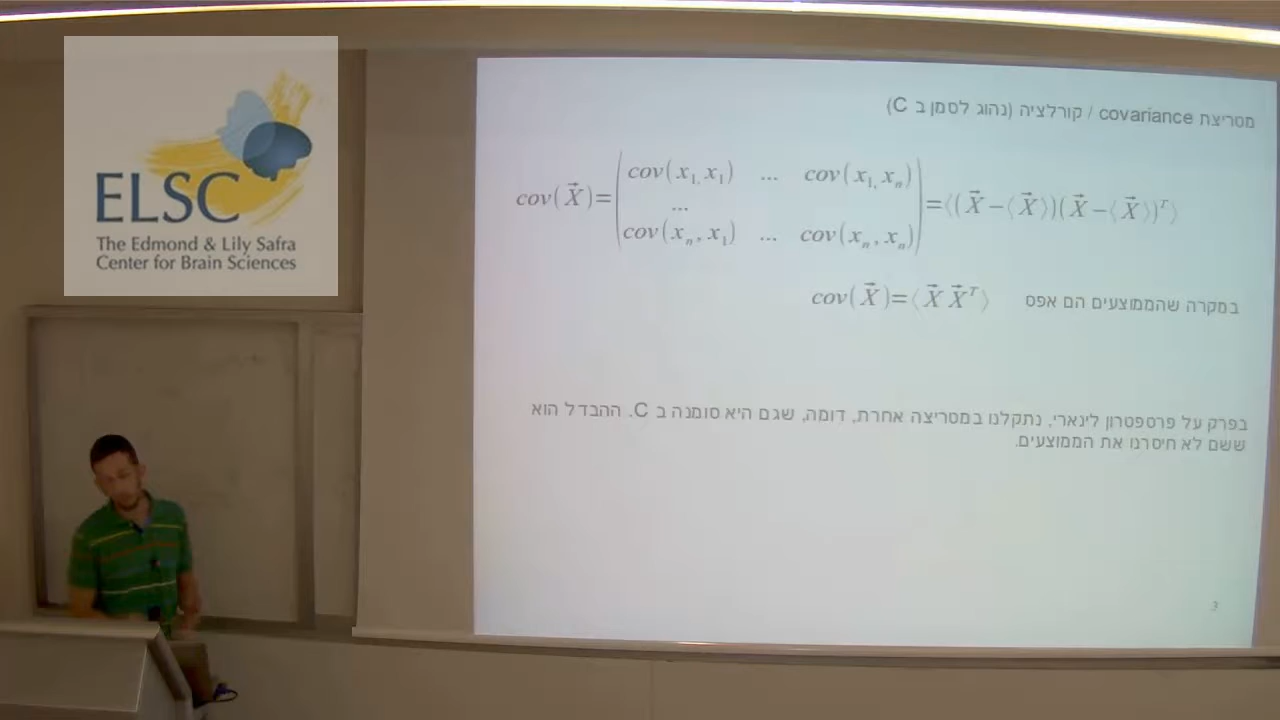 ELSC
The Edmond & Lily Safra
Center for Brain Sciences
מטריצת covariance / קורלציה (נהוג לסמן ב C)
cov(X⃗)=(cov(x₁,x₁) ... cov(x₁,xₙ)
...
cov(xₙ,x₁) ... cov(xₙ,xₙ))=⟨(X⃗−⟨X⃗⟩)(X⃗−⟨X⃗⟩)ᵀ⟩
במקרה שהממוצעים הם אפס cov(X⃗)=⟨X⃗ X⃗ᵀ⟩
בפרק על פרספטרון לינארי, נתקלנו במטריצה אחרת, דומה, שגם היא סומנה ב C. ההבדל הוא
ששם לא חיסרנו את הממוצעים.
3